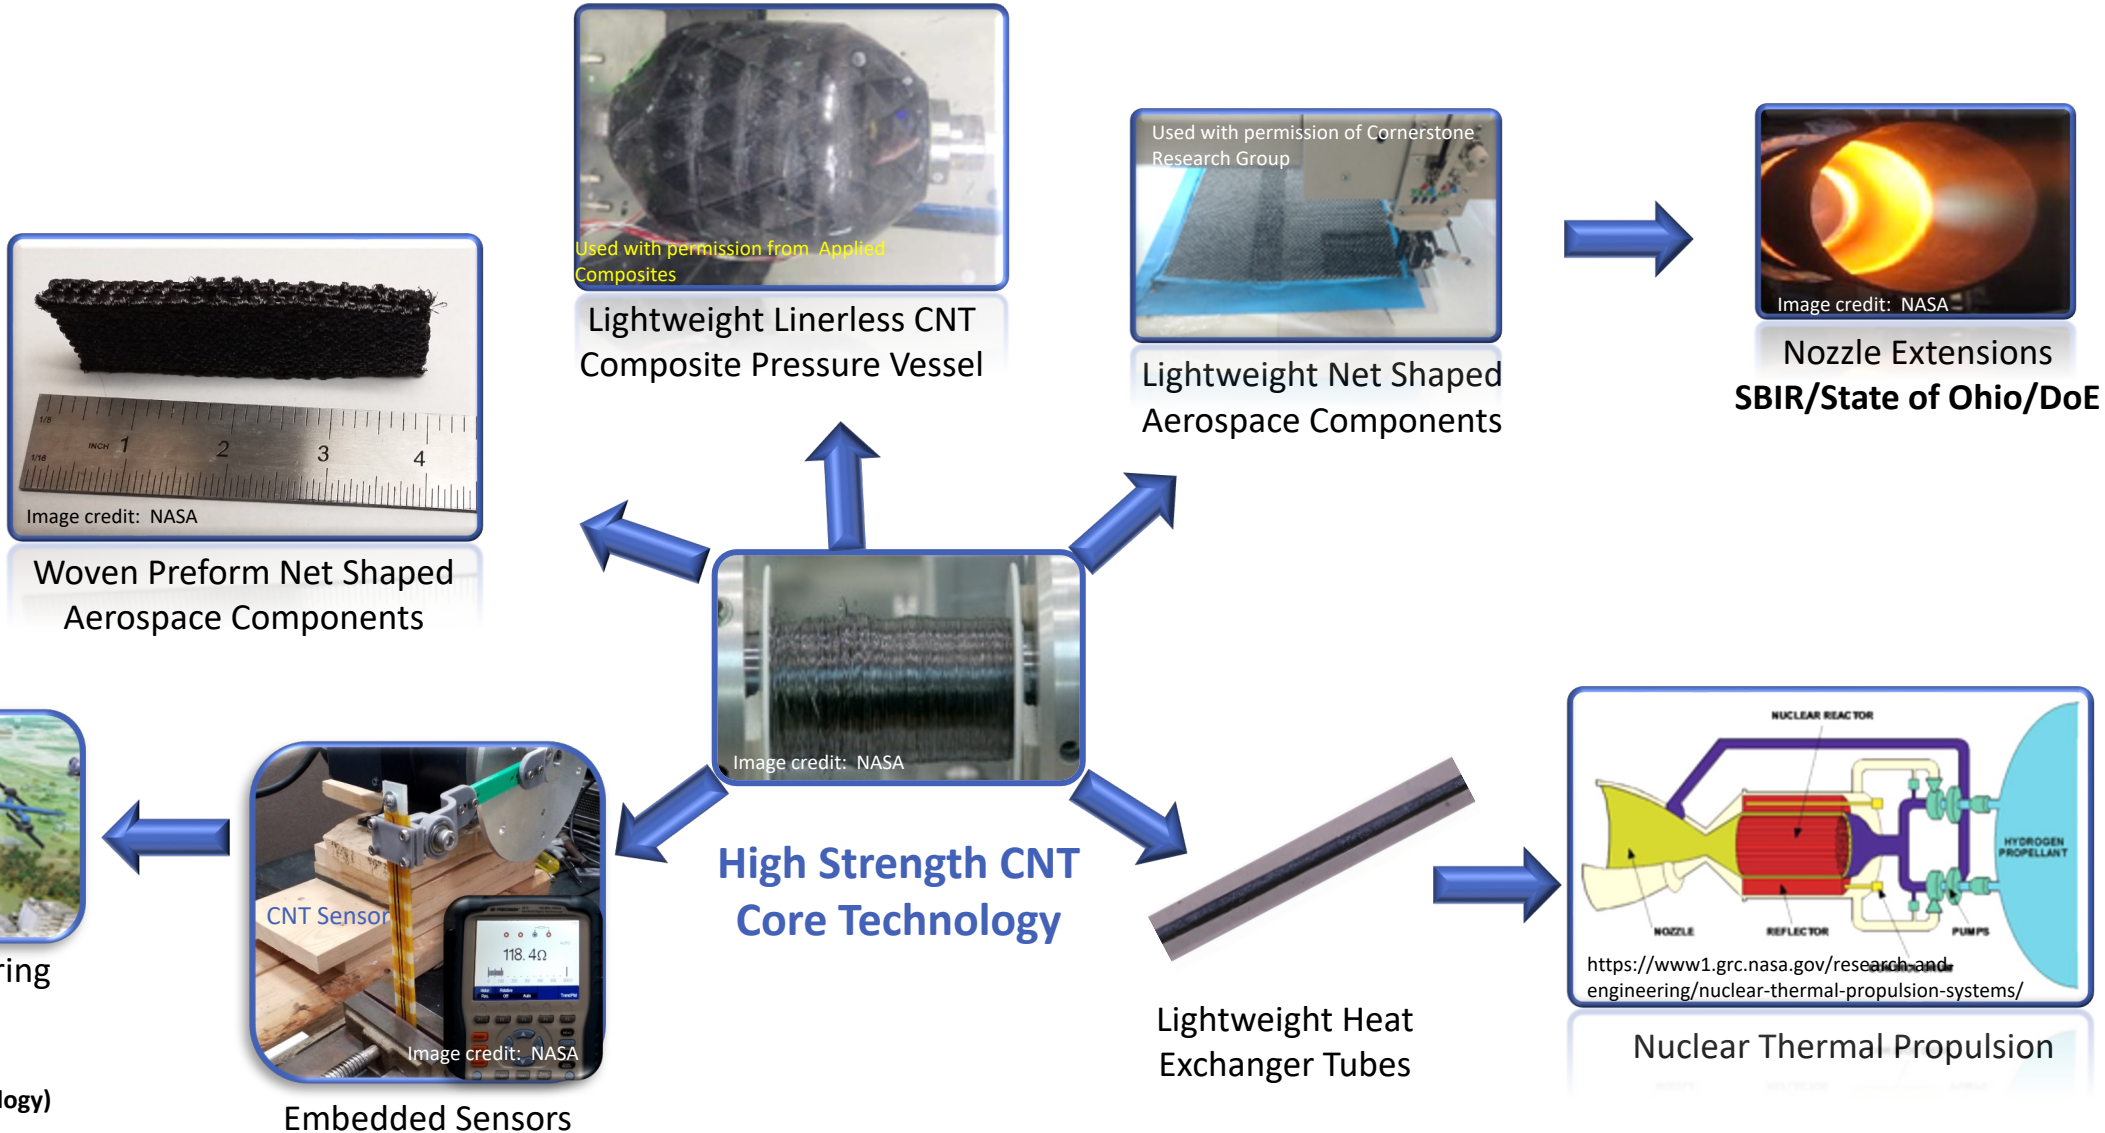 Used with permission from Applied
Composites
Lightweight Linerless CNT
Composite Pressure Vessel
Used with permission of Cornerstone
Research Group
Lightweight Net Shaped
Aerospace Components
Image credit: NASA
Nozzle Extensions
SBIR/State of Ohio/DoE
1/8
INCH
1
2
3
4
1/16
Image credit: NASA
Woven Preform Net Shaped
Aerospace Components
Image credit: NASA
High Strength CNT
Core Technology
ring
logy)
CNT Sensor
118.4Ω
Image credit: NASA
Embedded Sensors
Lightweight Heat
Exchanger Tubes
NUCLEAR REACTOR
HYDROGEN
PROPELLANT
NOZZLE
REFLECTOR
PUMPS
https://www1.grc.nasa.gov/research-and-
engineering/nuclear-thermal-propulsion-systems/
Nuclear Thermal Propulsion